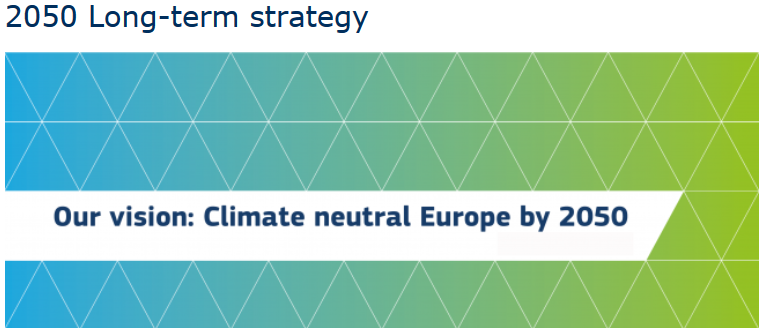 2050 Long-term strategy
Our vision: Climate neutral Europe by 2050